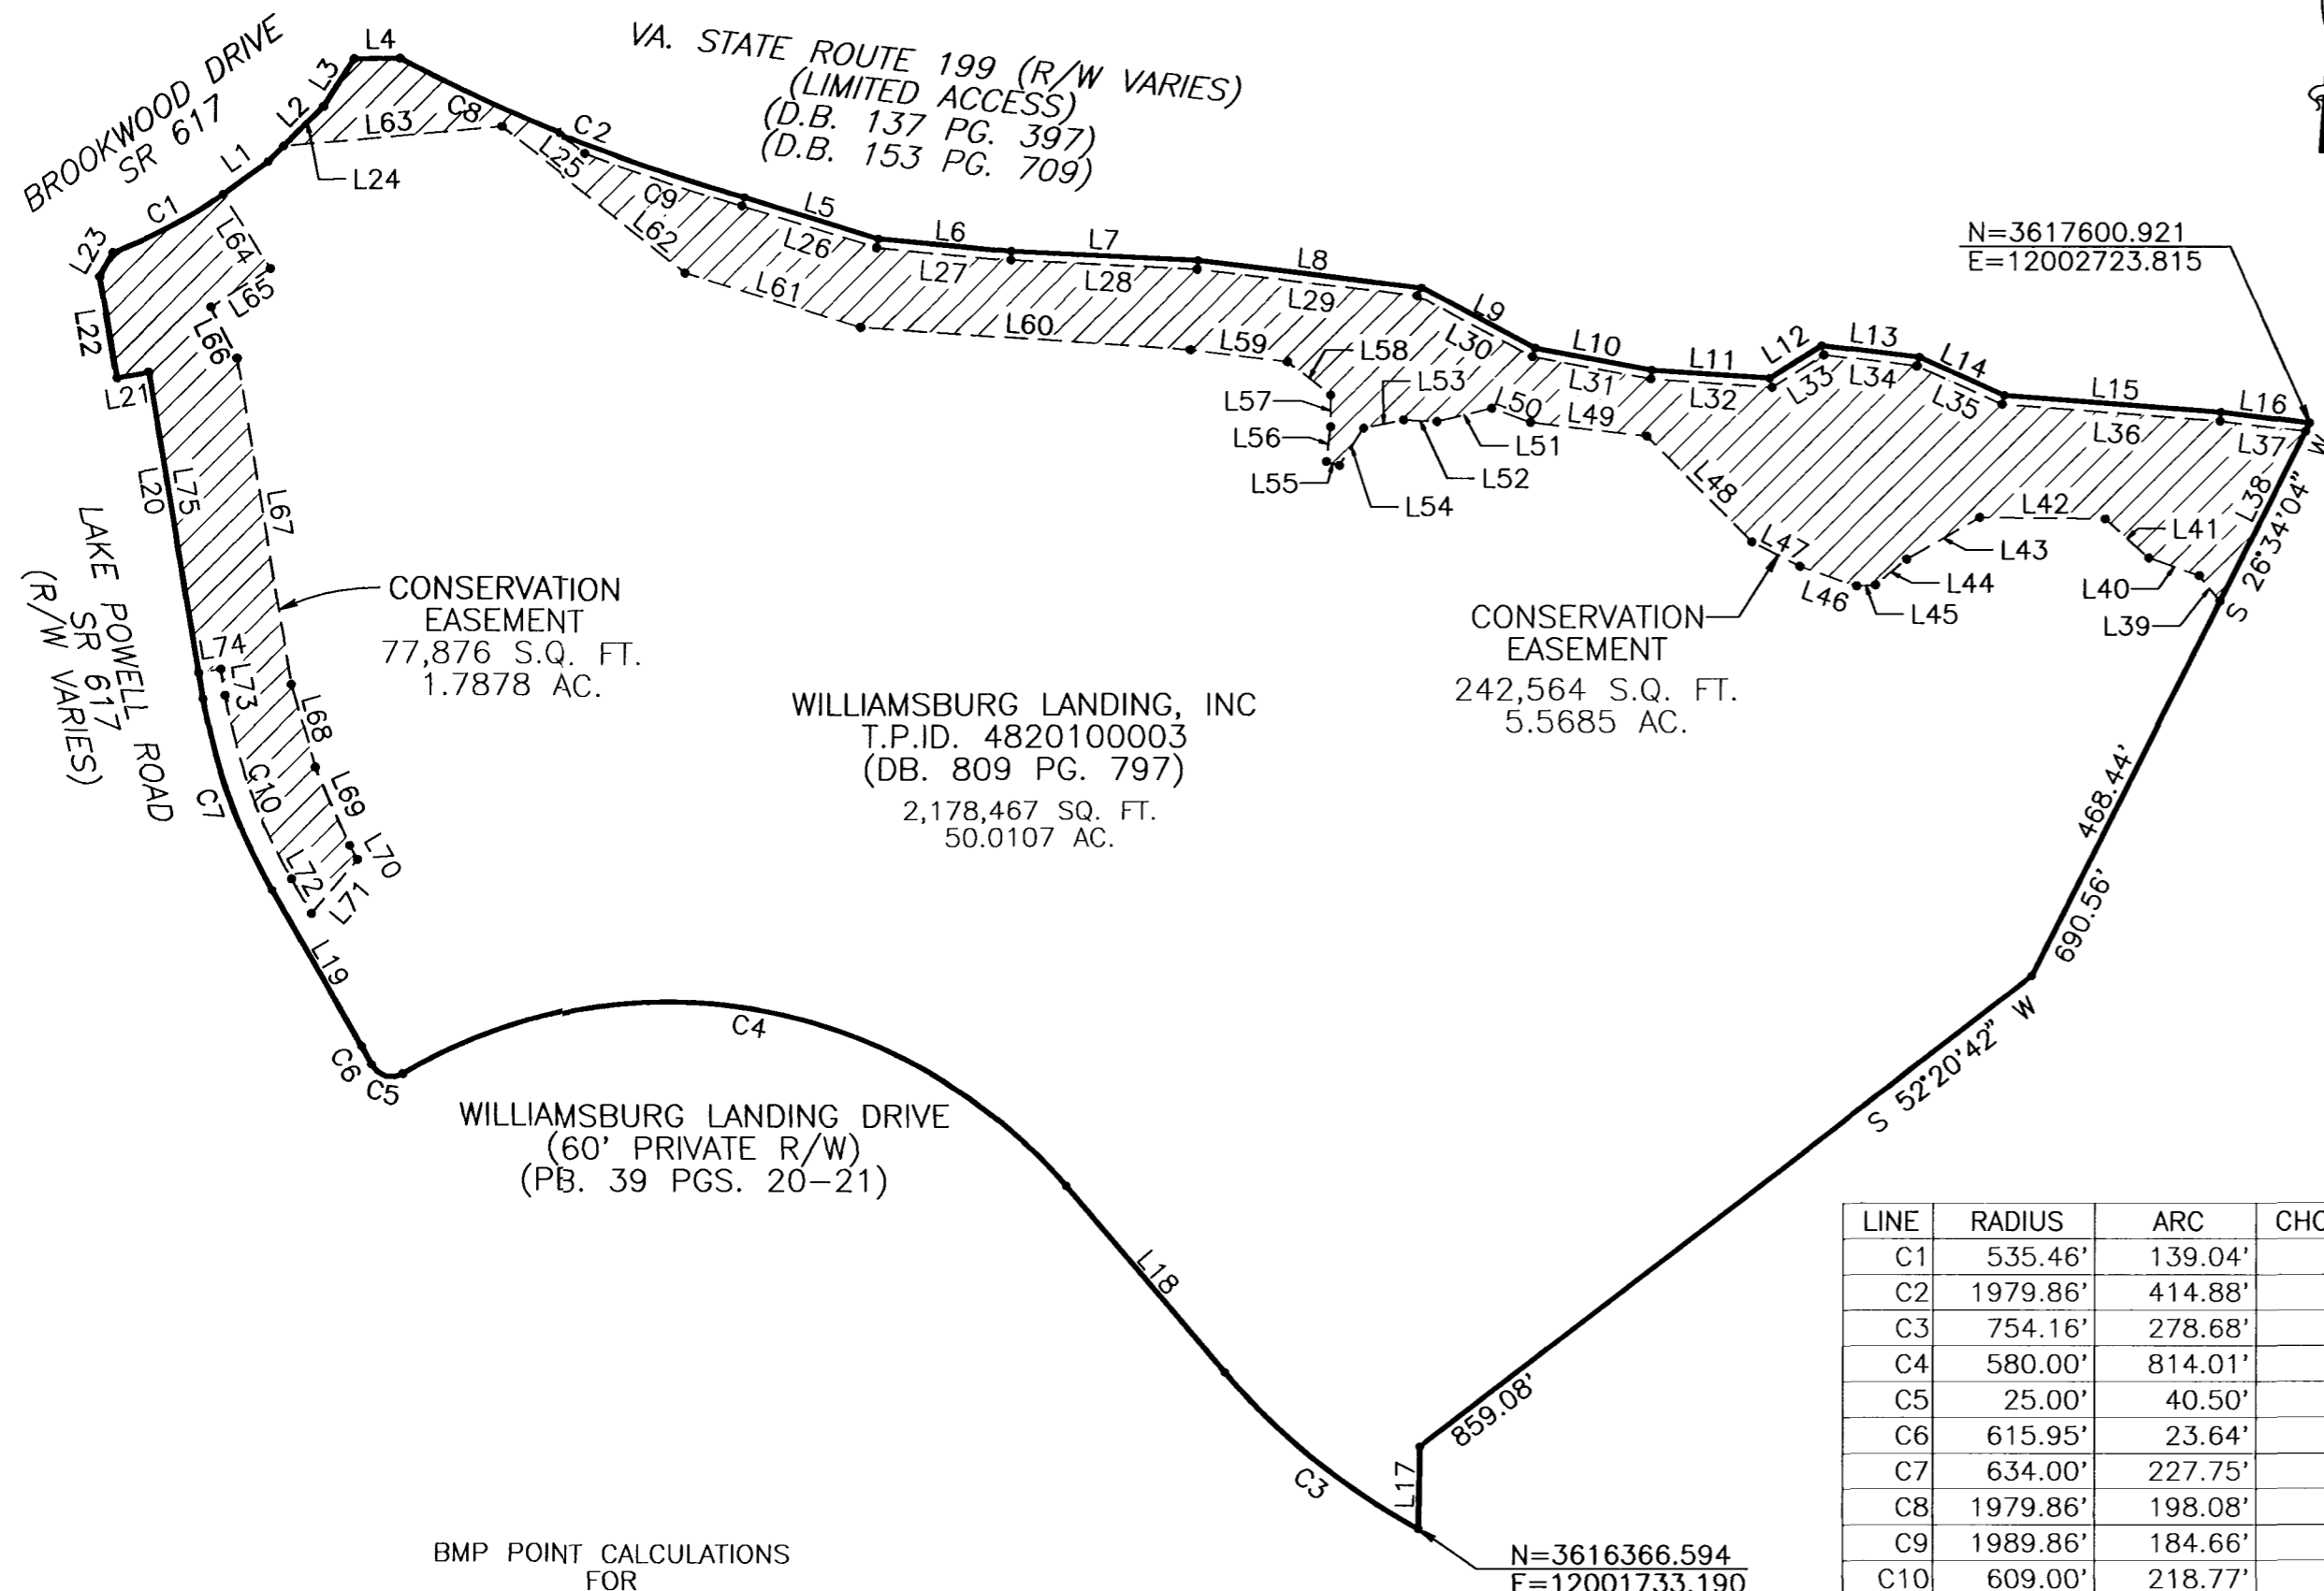 BROOKWOOD DRIVE
SR 617
VA. STATE ROUTE 199 (R/W VARIES)
(LIMITED ACCESS)
(D.B. 137 PG. 397)
(D.B. 153 PG. 709)
L4
L3
L2
L1
L24
L63
C8
C2
L25
C9
L62
C1
L23
L64
L65
L66
L22
L21
L20
L75
L67
L5
L26
L6
L27
L61
L7
L28
L60
L8
L29
L59
L58
L57
L56
L55
L54
L53
L52
L51
L50
L49
L9
L30
L10
L31
L11
L32
L12
L33
L13
L34
L14
L35
L15
L36
L16
L37
L38
L48
L47
L46
L45
L44
L43
L42
L41
L40
L39
N=3617600.921
E=12002723.815
S 26°34'04" W
468.44'
690.56'
LAKE POWELL ROAD
SR 617
(R/W VARIES)
CONSERVATION
EASEMENT
77,876 S.Q. FT.
1.7878 AC.
WILLIAMSBURG LANDING, INC
T.P.ID. 4820100003
(DB. 809 PG. 797)
2,178,467 SQ. FT.
50.0107 AC.
CONSERVATION
EASEMENT
242,564 S.Q. FT.
5.5685 AC.
L74
L73
L68
C10
L69
L70
L72
L71
C7
L19
C6
C5
C4
WILLIAMSBURG LANDING DRIVE
(60' PRIVATE R/W)
(PB. 39 PGS. 20-21)
S 52°20'42" W
859.08'
L18
C3
L17
N=3616366.594
E=12001733.190
BMP POINT CALCULATIONS
FOR
LINE RADIUS ARC CHO
C1 535.46' 139.04'
C2 1979.86' 414.88'
C3 754.16' 278.68'
C4 580.00' 814.01'
C5 25.00' 40.50'
C6 615.95' 23.64'
C7 634.00' 227.75'
C8 1979.86' 198.08'
C9 1989.86' 184.66'
C10 609.00' 218.77'